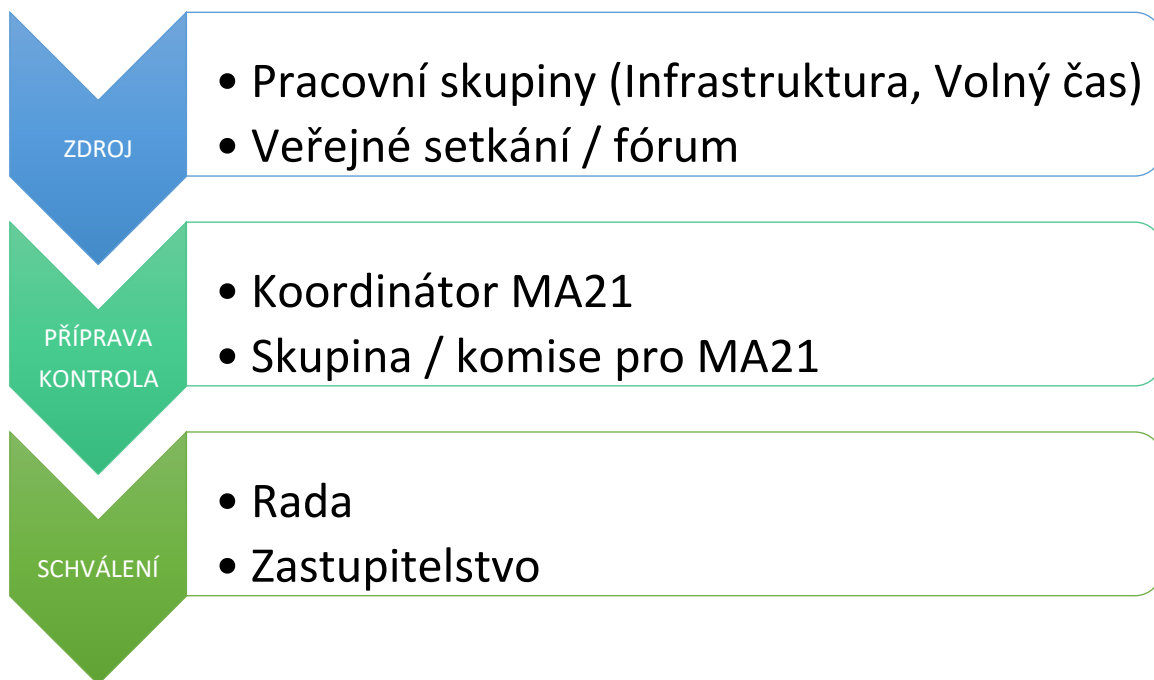 ZDROJ
• Pracovní skupiny (Infrastruktura, Volný čas)
• Veřejné setkání / fórum
PŘÍPRAVA
KONTROLA
• Koordinátor MA21
• Skupina / komise pro MA21
SCHVÁLENÍ
• Rada
• Zastupitelstvo